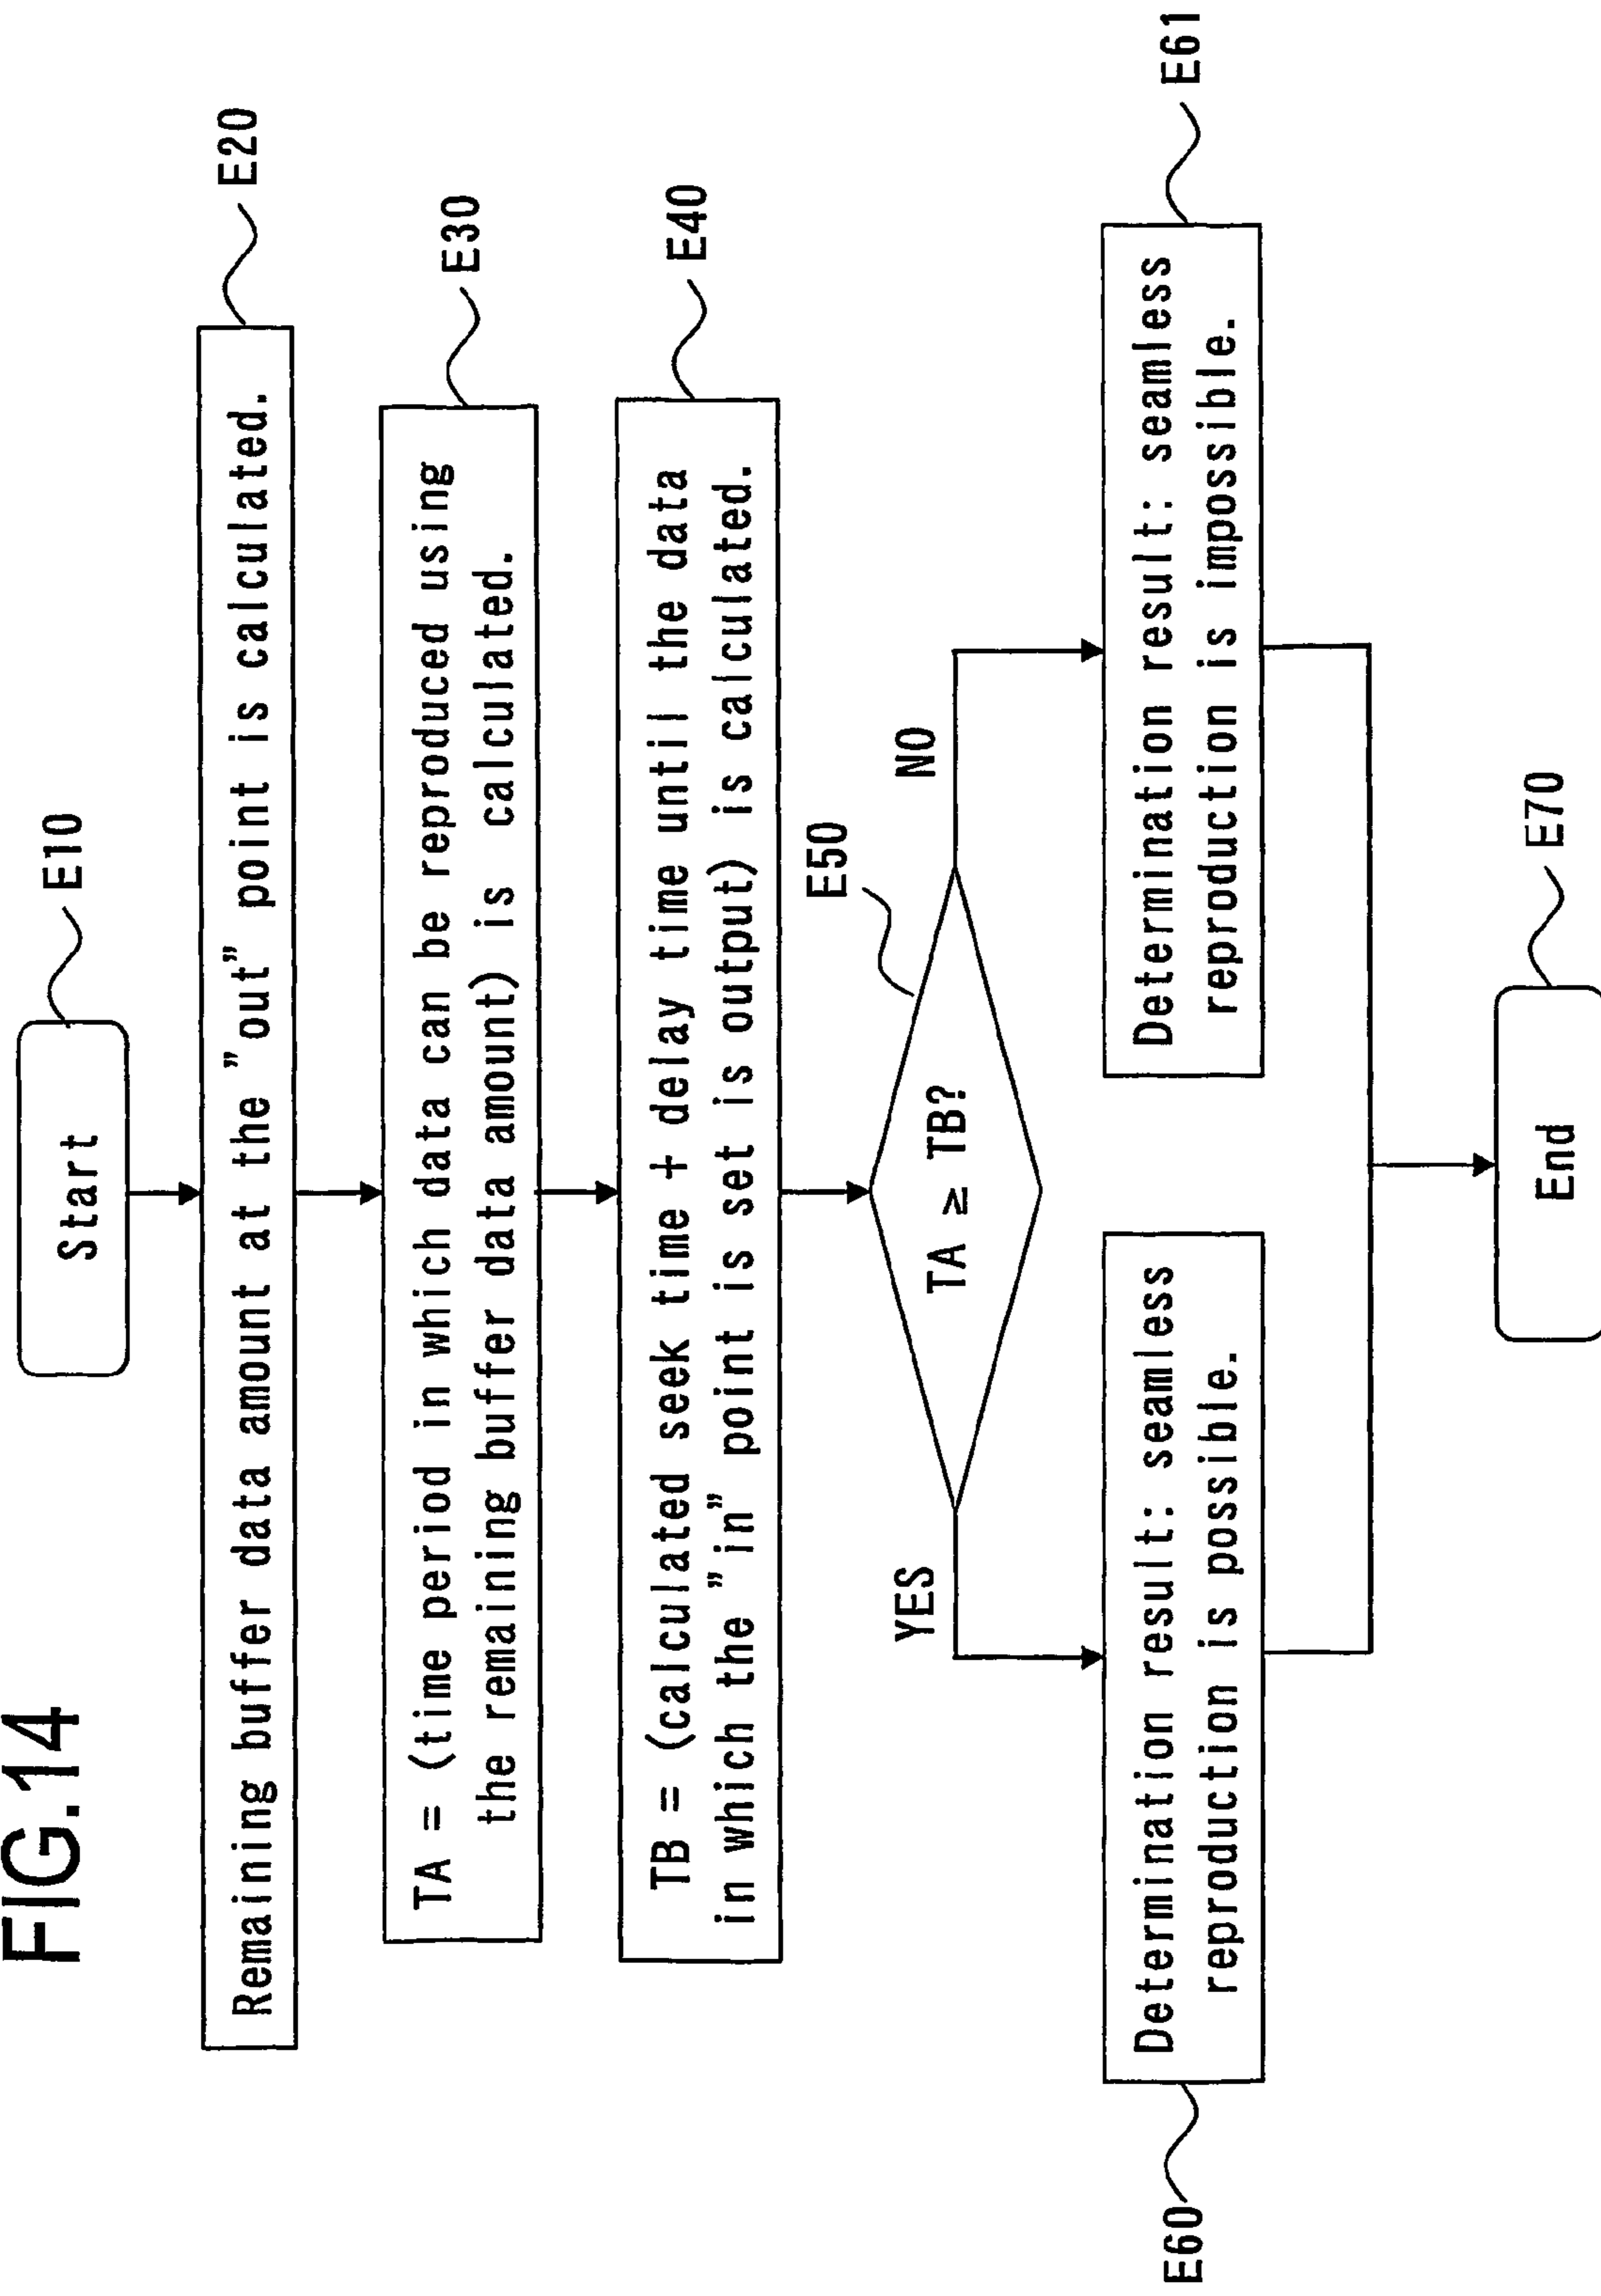 FIG.14
Start
E10
Remaining buffer data amount at the "out" point is calculated.
E20
TA = (time period in which data can be reproduced using
the remaining buffer data amount) is calculated.
E30
TB = (calculated seek time + delay time until the data
in which the "in" point is set is output) is calculated.
E40
E50
TA ≥ TB?
YES
NO
Determination result: seamless
reproduction is possible.
E60
Determination result: seamless
reproduction is impossible.
E61
End
E70